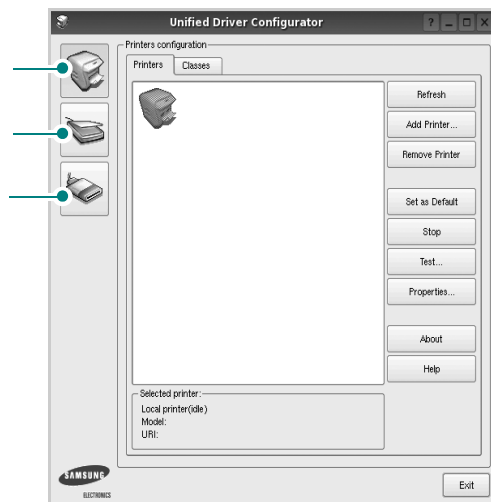 Unified Driver Configurator
Printers configuration
Printers
Classes
Refresh
Add Printer...
Remove Printer
Set as Default
Stop
Test...
Properties...
About
Help
Selected printer:
Local printer(idle)
Model:
URI:
SAMSUNG
ELECTRONICS
Exit